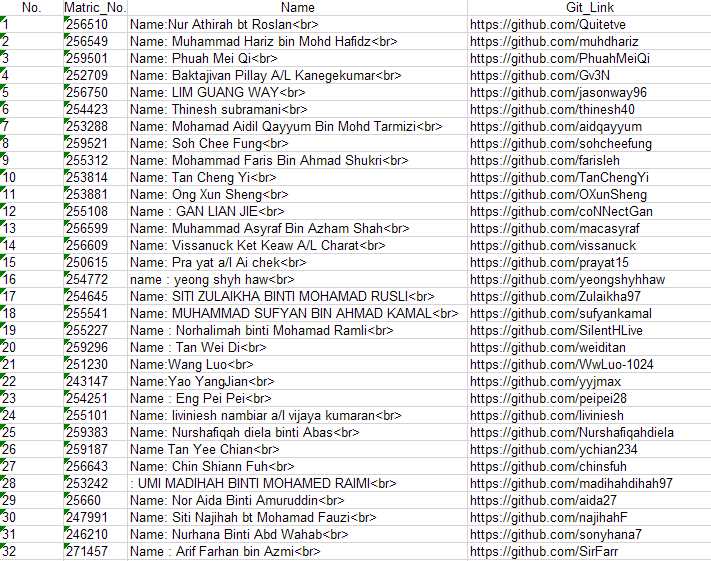 No. Matric_No. Name Git_Link
1 256510 Name:Nur Athirah bt Roslan<br> https://github.com/Quitetve
2 256549 Name: Muhammad Hariz bin Mohd Hafidz<br> https://github.com/muhdhariz
3 259501 Name: Phuah Mei Qi<br> https://github.com/PhuahMeiQi
4 252709 Name: Baktajivan Pillay A/L Kanegekumar<br> https://github.com/Gv3N
5 256750 Name: LIM GUANG WAY<br> https://github.com/jasonway96
6 254423 Name: Thinesh subramani<br> https://github.com/thinesh40
7 253288 Name: Mohamad Aidil Qayyum Bin Mohd Tarmizi<br> https://github.com/aidqayyum
8 259521 Name: Soh Chee Fung<br> https://github.com/sohcheefung
9 255312 Name: Mohammad Faris Bin Ahmad Shukri<br> https://github.com/farisleh
10 253814 Name: Tan Cheng Yi<br> https://github.com/TanChengYi
11 253881 Name: Ong Xun Sheng<br> https://github.com/OXunSheng
12 255108 Name : GAN LIAN JIE<br> https://github.com/coNNectGan
13 256599 Name: Muhammad Asyraf Bin Azham Shah<br> https://github.com/macasyraf
14 256609 Name: Vissanuck Ket Keaw A/L Charat<br> https://github.com/vissanuck
15 250615 Name: Pra yat a/l Ai chek<br> https://github.com/prayat15
16 254772 name : yeong shyh haw<br> https://github.com/yeongshyhhaw
17 254645 Name: SITI ZULAIKHA BINTI MOHAMAD RUSLI<br> https://github.com/Zulaikha97
18 255541 Name: MUHAMMAD SUFYAN BIN AHMAD KAMAL<br> https://github.com/sufyankamal
19 255227 Name : Norhalimah binti Mohamad Ramli<br> https://github.com/SilentHLive
20 259296 Name : Tan Wei Di<br> https://github.com/weiditan
21 251230 Name:Wang Luo<br> https://github.com/WwLuo-1024
22 243147 Name:Yao YangJian<br> https://github.com/yyjmax
23 254251 Name : Eng Pei Pei<br> https://github.com/peipei28
24 255101 Name: liviniesh nambiar a/l vijaya kumaran<br> https://github.com/liviniesh
25 259383 Name: Nurshafiqah diela binti Abas<br> https://github.com/Nurshafiqahdiela
26 259187 Name Tan Yee Chian<br> https://github.com/ychian234
27 256643 Name: Chin Shiann Fuh<br> https://github.com/chinsfuh
28 253242 : UMI MADIHAH BINTI MOHAMED RAIMI<br> https://github.com/madihahdihah97
29 25660 Name: Nor Aida Binti Amuruddin<br> https://github.com/aida27
30 247991 Name: Siti Najihah bt Mohamad Fauzi<br> https://github.com/najihahF
31 246210 Name: Nurhana Binti Abd Wahab<br> https://github.com/sonyhana7
32 271457 Name : Arif Farhan bin Azmi<br> https://github.com/SirFarr